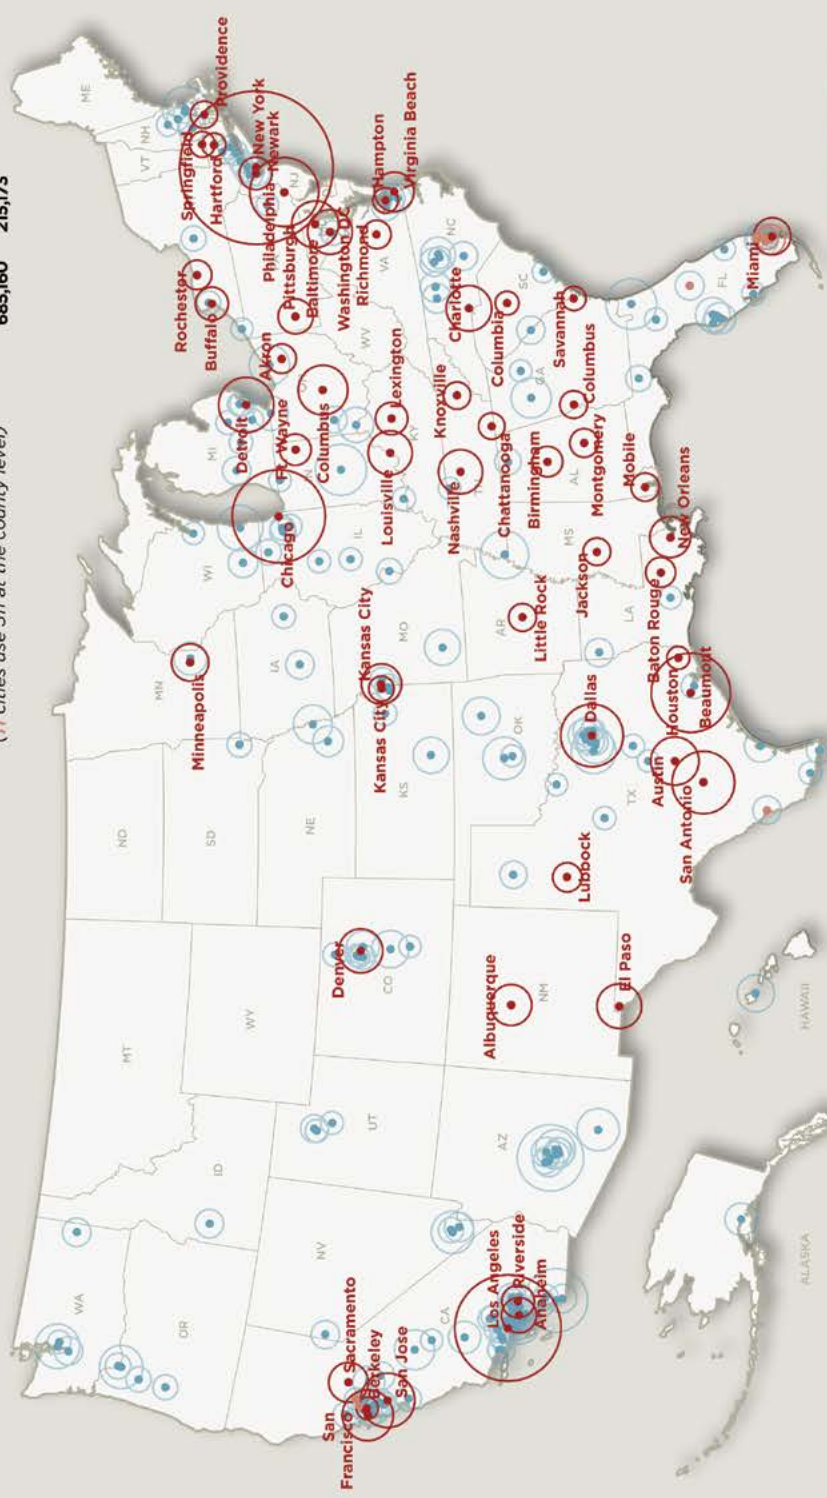 cities use 311 at the county level)
215,173
WA
MT
ND
MN
ME
VT
NH
OR
ID
WY
SD
WI
MI
NV
UT
CO
NE
IA
IL
CA
AZ
NM
KS
OK
TX
MO
AR
LA
MS
AL
GA
FL
SC
NC
KY
WV
VA
NJ
ALASKA
HAWAII
San
Francisco
Sacramento
Berkeley
San Jose
Los Angeles
Riverside
Anaheim
Denver
Albuquerque
El Paso
Lubbock
Dallas
Austin
San Antonio
Houston
Beaumont
Baton Rouge
New Orleans
Minneapolis
Kansas City
Kansas City
Little Rock
Jackson
Chicago
Detroit
Ft. Wayne
Columbus
Akron
Louisville
Lexington
Nashville
Knoxville
Chattanooga
Birmingham
Montgomery
Mobile
Columbus
Savannah
Columbia
Charlotte
Miami
Rochester
Buffalo
Springfield
Hartford
Providence
New York
Newark
Philadelphia
Pittsburgh
Baltimore
Washington DC
Richmond
Hampton
Virginia Beach